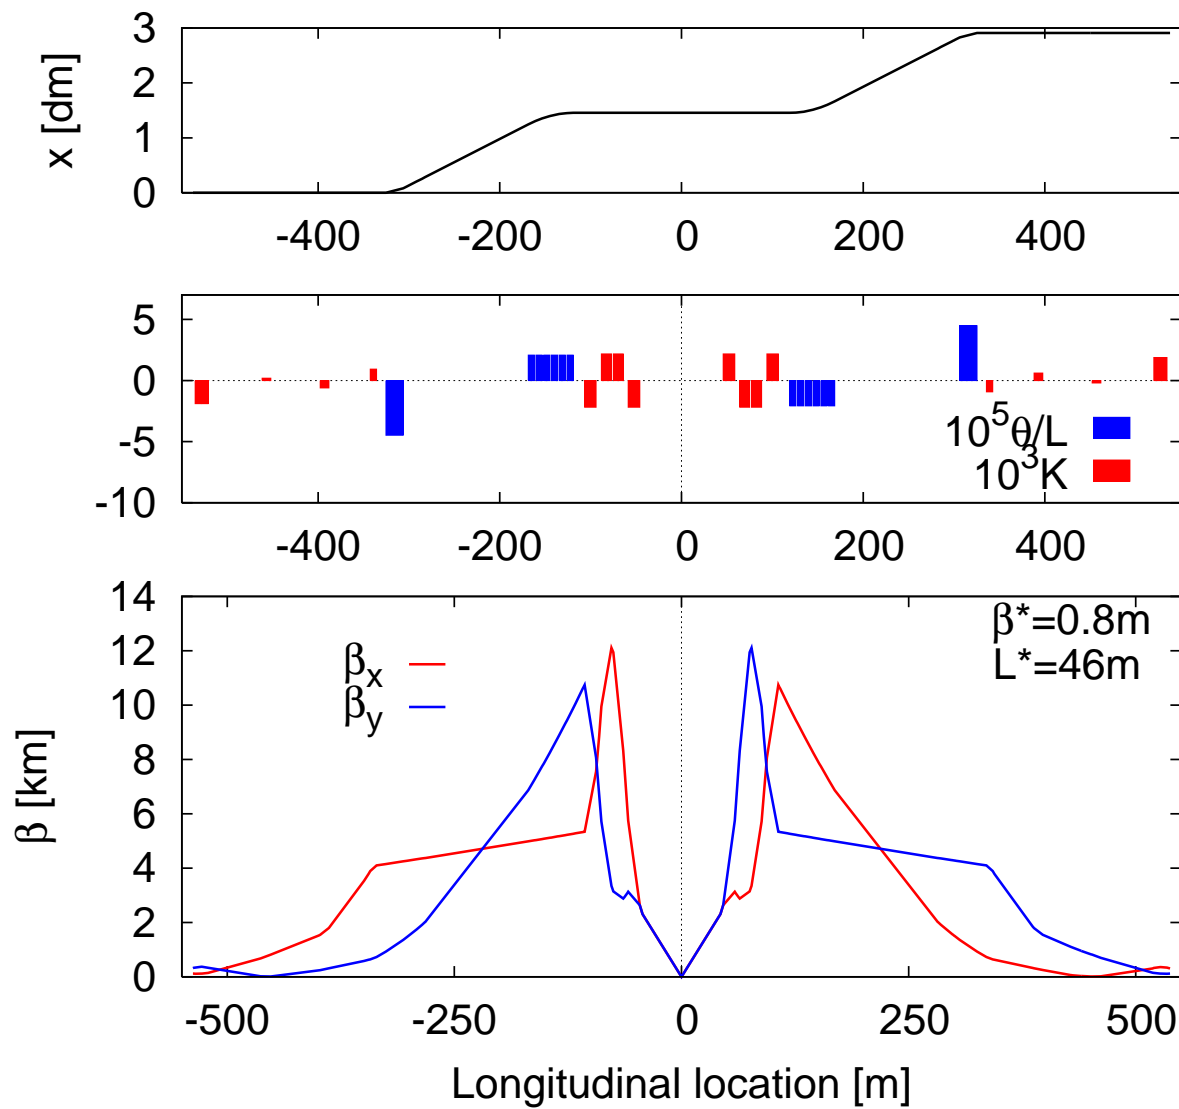 x [dm]
3
2
1
0
-400 -200 0 200 400
5
0
-5
-10
10⁵θ/L
10³K
-400 -200 0 200 400
β [km]
14
12
10
8
6
4
2
0
β*=0.8m
L*=46m
βₓ
βy
-500 -250 0 250 500
Longitudinal location [m]